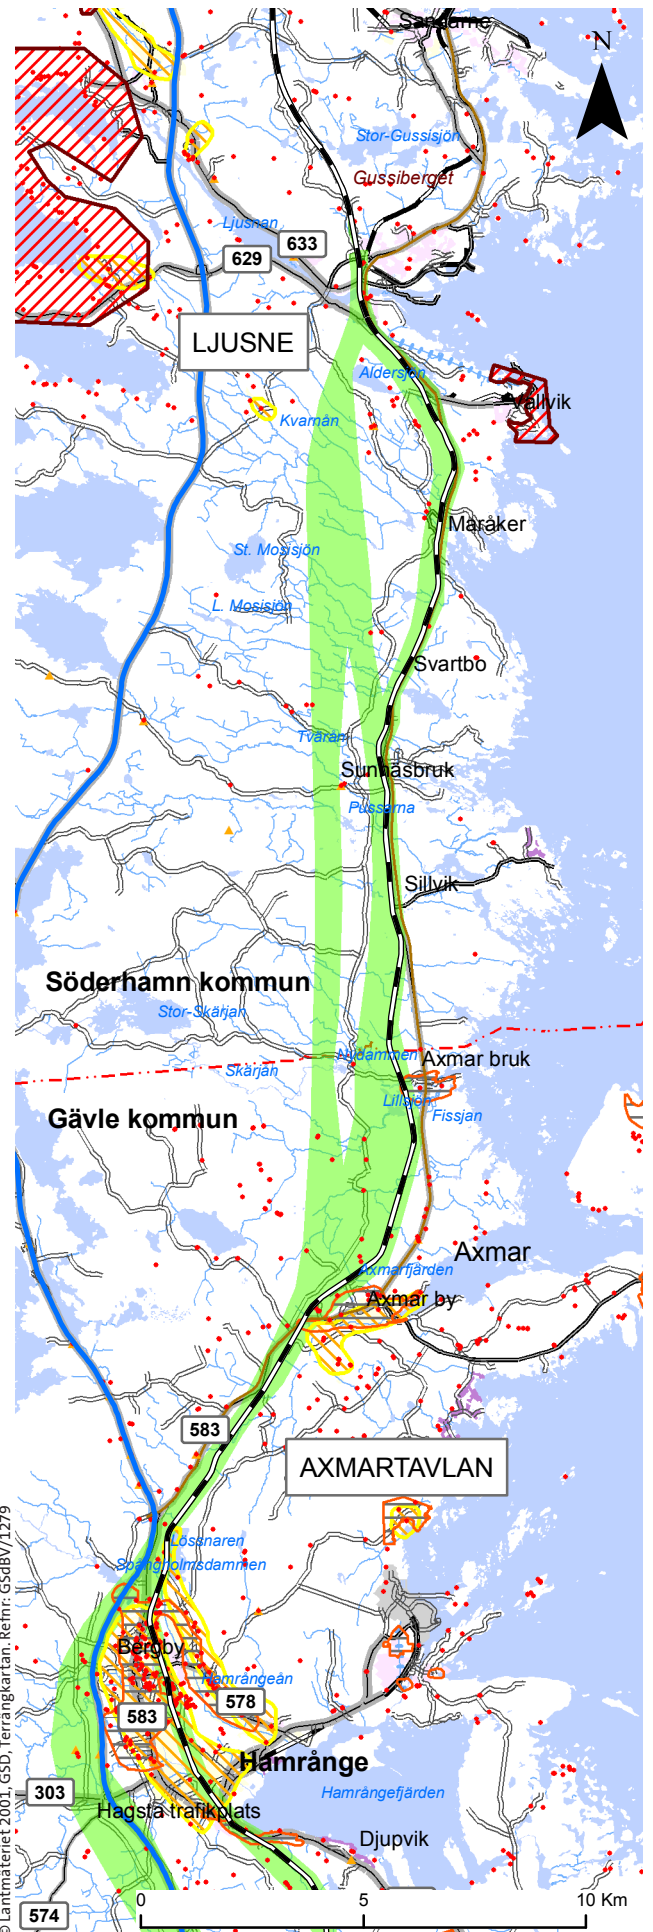 Sandarne
N
Stor-Gussisjön
Gussiberget
Ljusnan
633
629
LJUSNE
Aldersjön
Vallvik
Kvarnån
Maråker
St. Mosisjön
L. Mosisjön
Svartbo
Tvärån
Sunnäsbruk
Pussarna
Sillvik
Söderhamn kommun
Stor-Skärjan
Nyldammen
Axmar bruk
Skärjån
Lillsjön
Fissjan
Gävle kommun
Axmar
Axmarfjärden
Axmar by
583
AXMARTAVLAN
Lössnaren
Spångholmsdammen
Bergby
Hamrångeån
578
583
Hamrånge
303
Hamrångefjärden
Hagsta trafikplats
Djupvik
574
0 5 10 Km
© Lantmäteriet 2001, GSD, Terrängkartan. Refnr: GSdBV/1279